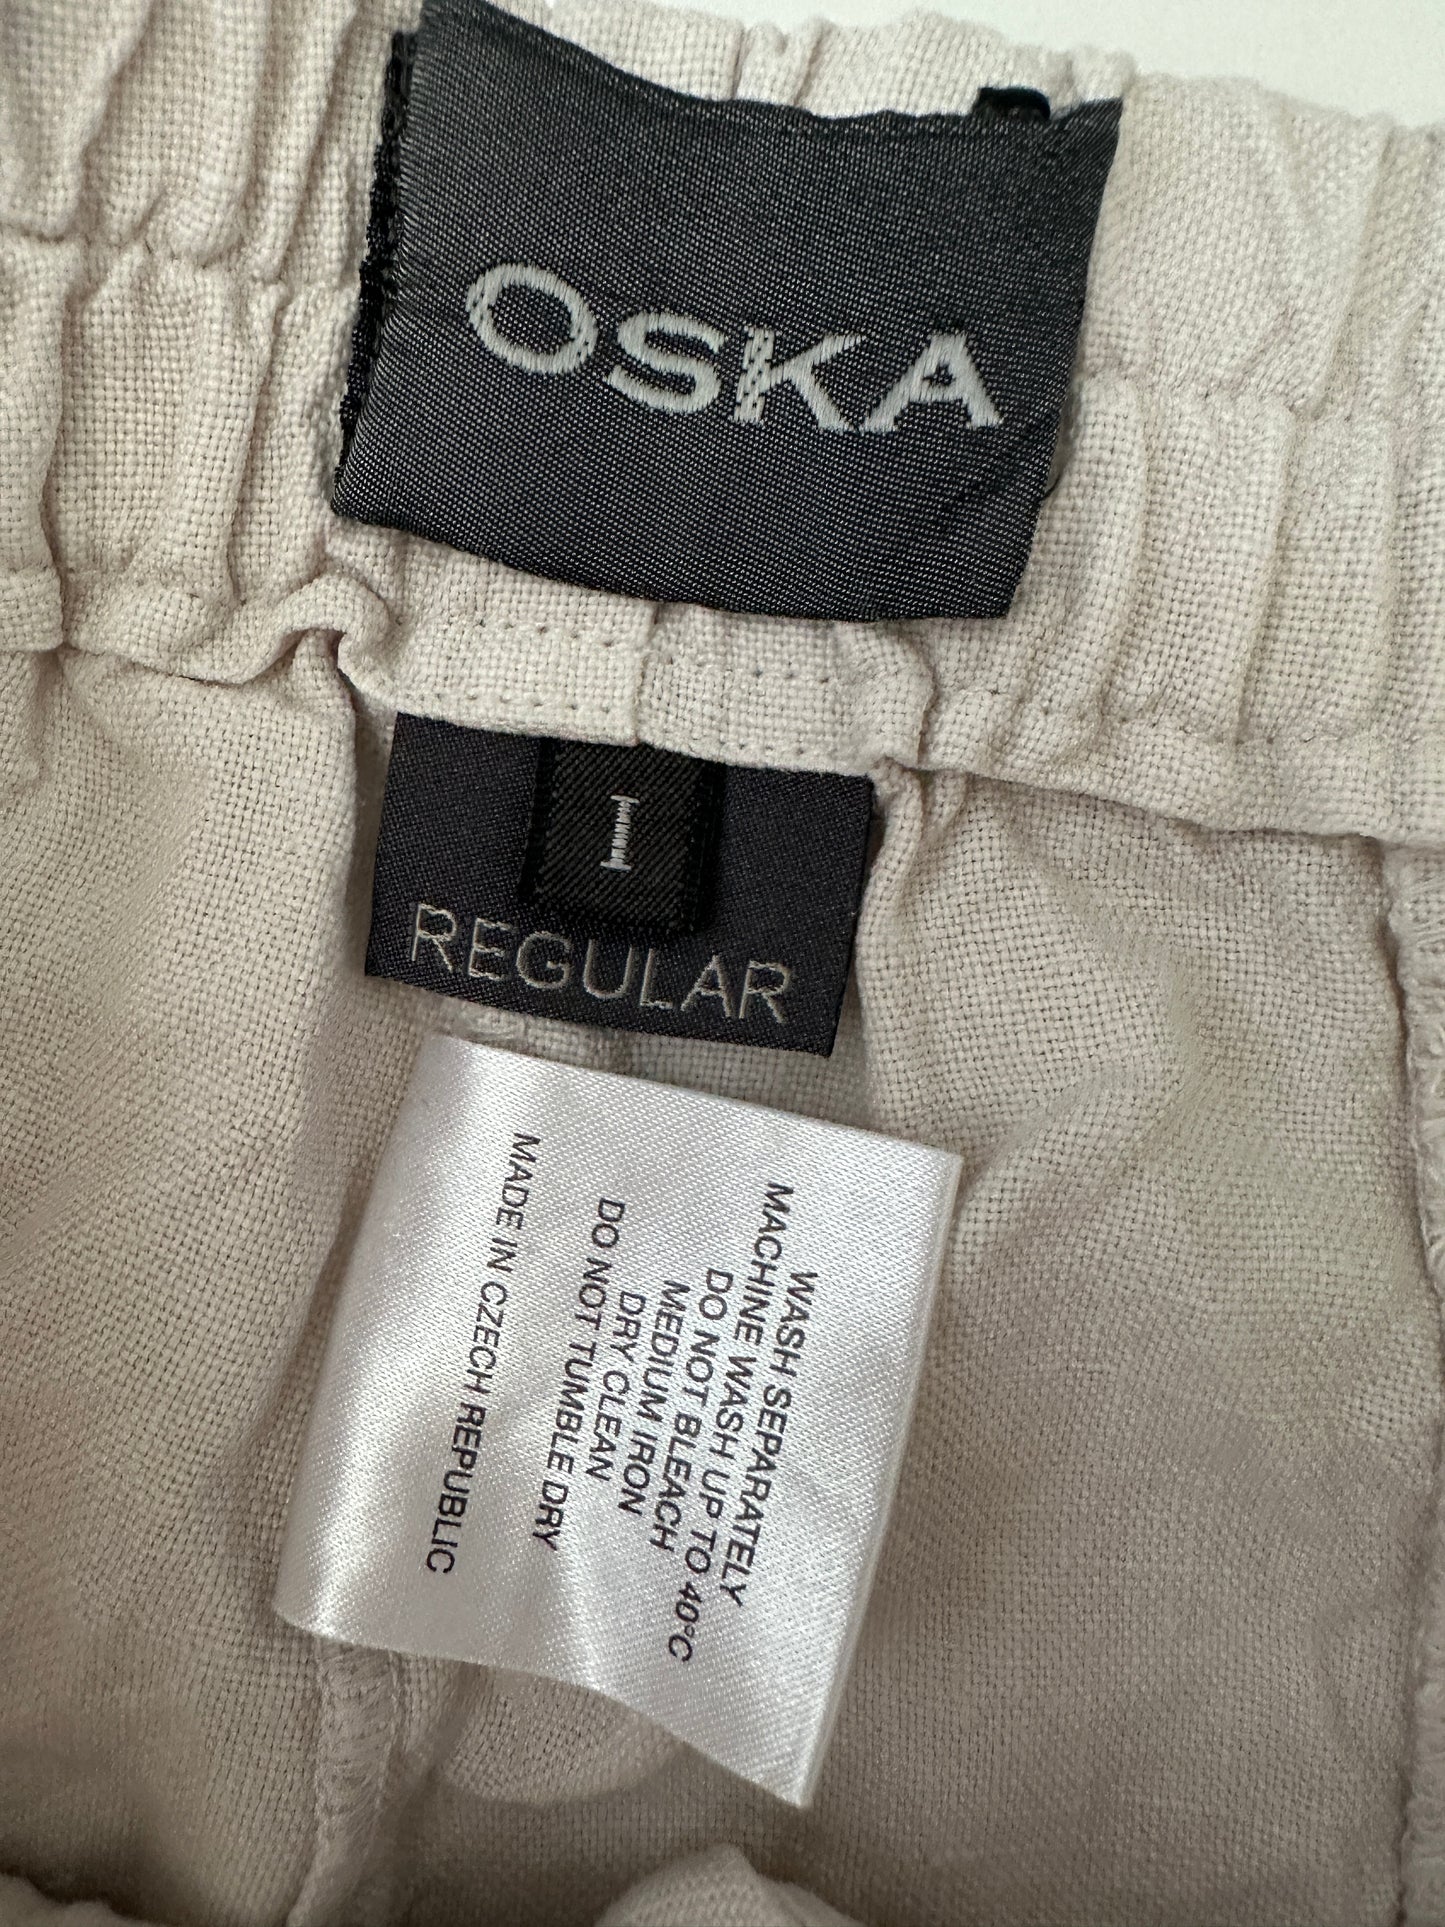 OSKA
I
REGULAR
WASH SEPARATELY
MACHINE WASH UP TO 40°C
DO NOT BLEACH
MEDIUM IRON
DRY CLEAN
DO NOT TUMBLE DRY
MADE IN CZECH REPUBLIC